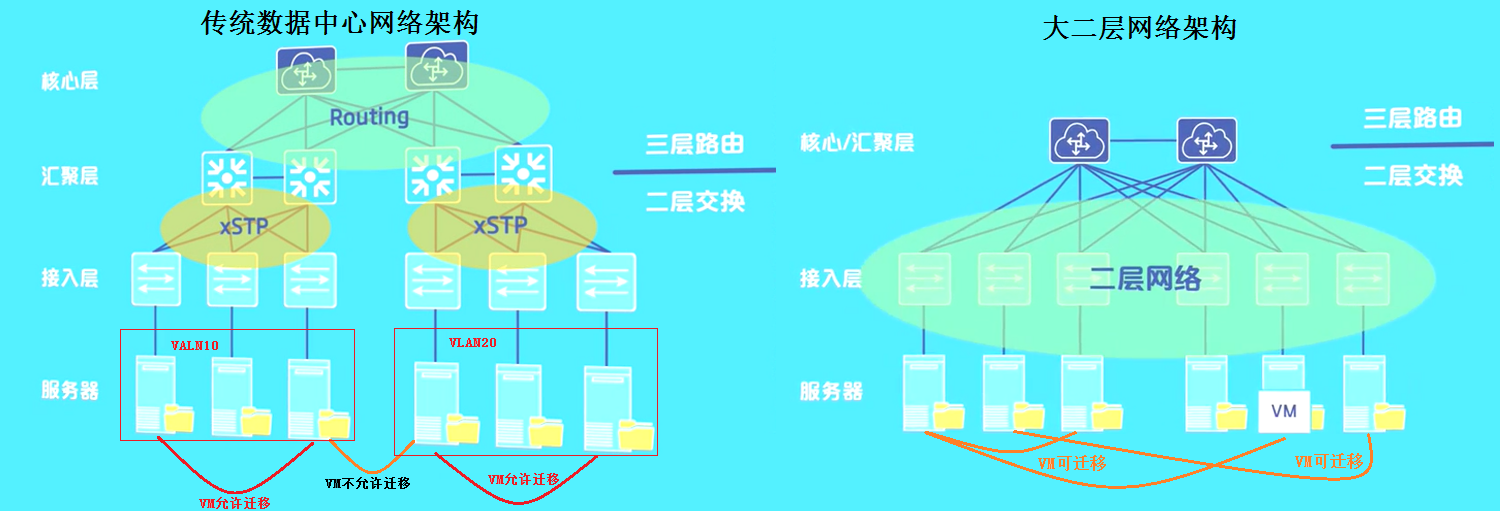 传统数据中心网络架构
核心层
Routing
汇聚层
三层路由
二层交换
xSTP
xSTP
接入层
VALN10
VLAN20
服务器
VM允许迁移
VM不允许迁移
VM允许迁移
大二层网络架构
核心/汇聚层
三层路由
二层交换
接入层
二层网络
服务器
VM
VM可迁移
VM可迁移